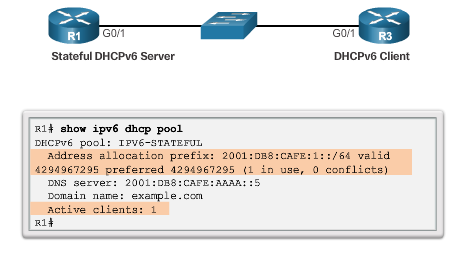 R1
G0/1
G0/1
R3
Stateful DHCPv6 Server
DHCPv6 Client
R1# show ipv6 dhcp pool
DHCPv6 pool: IPV6-STATEFUL
Address allocation prefix: 2001:DB8:CAFE:1::/64 valid
4294967295 preferred 4294967295 (1 in use, 0 conflicts)
DNS server: 2001:DB8:CAFE:AAAA::5
Domain name: example.com
Active clients: 1
R1#